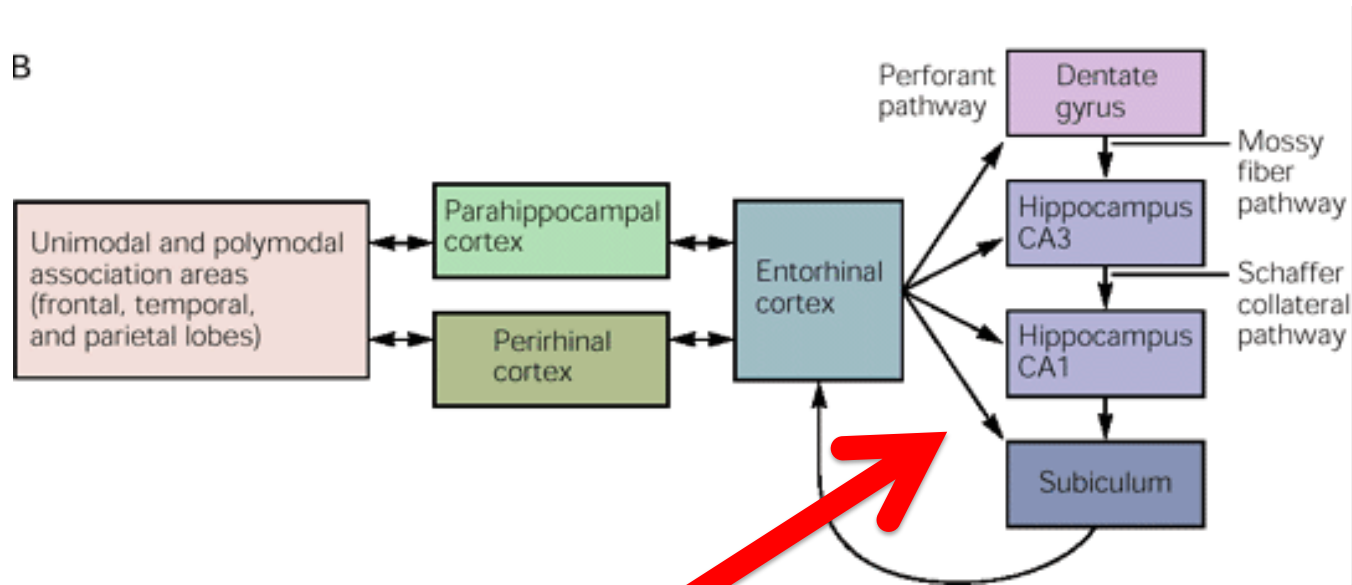 B
Perforant
pathway
Dentate
gyrus
Mossy
fiber
pathway
Hippocampus
CA3
Schaffer
collateral
pathway
Hippocampus
CA1
Subiculum
Entorhinal
cortex
Parahippocampal
cortex
Perirhinal
cortex
Unimodal and polymodal
association areas
(frontal, temporal,
and parietal lobes)